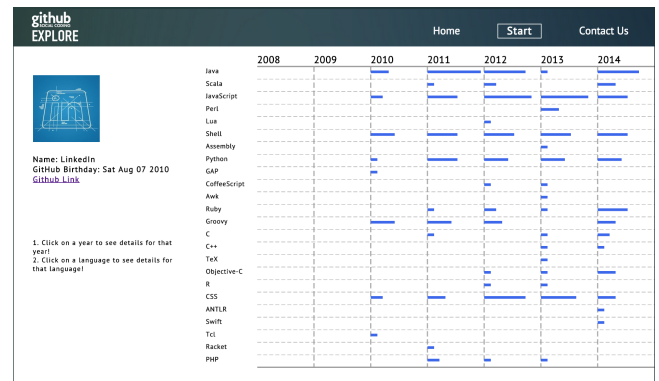 github
SOCIAL CODING
EXPLORE
Home
Start
Contact Us
2008 2009 2010 2011 2012 2013 2014
Java
Scala
JavaScript
Perl
Lua
Shell
Assembly
Python
GAP
CoffeeScript
Awk
Ruby
Groovy
C
C++
TeX
Objective-C
R
CSS
ANTLR
Swift
Tcl
Racket
PHP
Name: LinkedIn
GitHub Birthday: Sat Aug 07 2010
Github Link
1. Click on a year to see details for that
year!
2. Click on a language to see details for
that language!